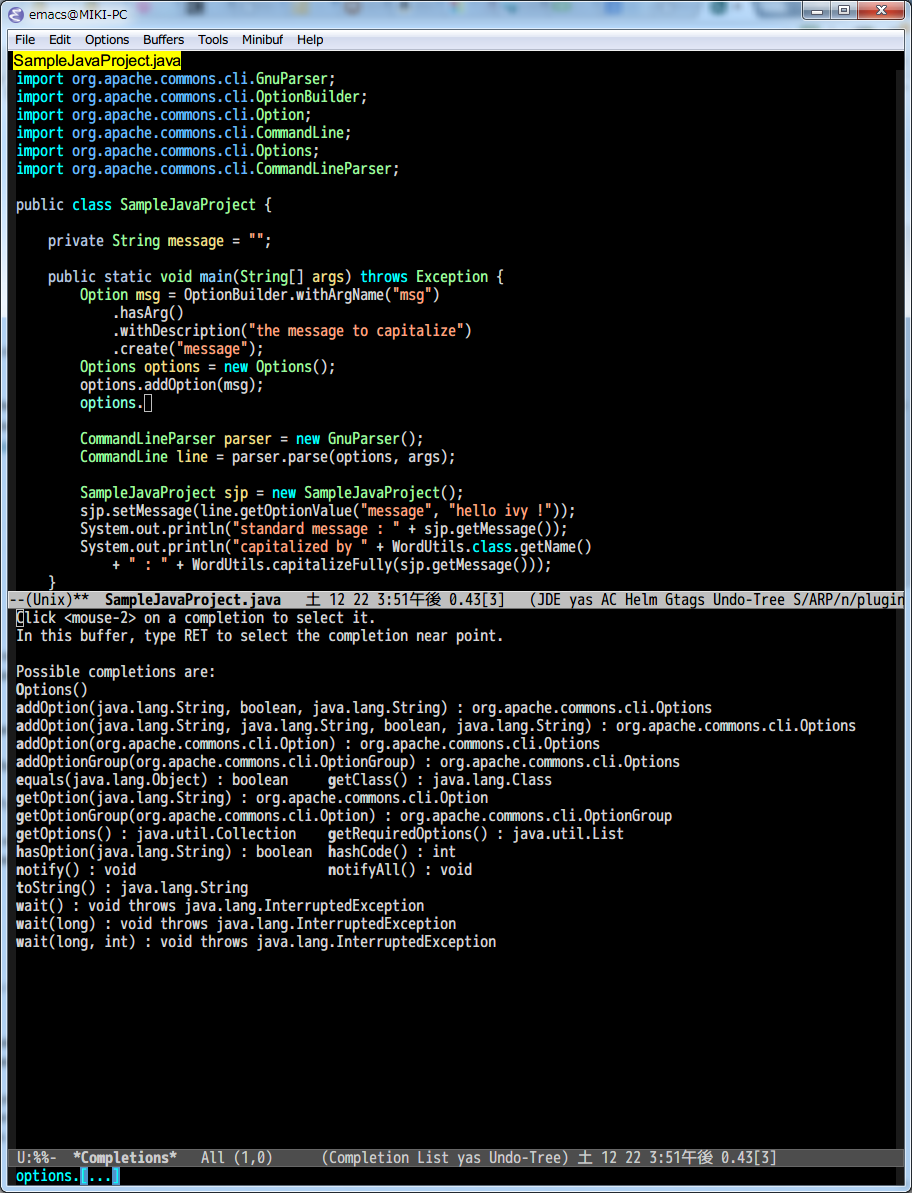 emacs@MIKI-PC
File Edit Options Buffers Tools Minibuf Help
SampleJavaProject.java
import org.apache.commons.cli.GnuParser;
import org.apache.commons.cli.OptionBuilder;
import org.apache.commons.cli.Option;
import org.apache.commons.cli.CommandLine;
import org.apache.commons.cli.Options;
import org.apache.commons.cli.CommandLineParser;
public class SampleJavaProject {
    private String message = "";
    public static void main(String[] args) throws Exception {
        Option msg = OptionBuilder.withArgName("msg")
            .hasArg()
            .withDescription("the message to capitalize")
            .create("message");
        Options options = new Options();
        options.addOption(msg);
        options.
        CommandLineParser parser = new GnuParser();
        CommandLine line = parser.parse(options, args);
        SampleJavaProject sjp = new SampleJavaProject();
        sjp.setMessage(line.getOptionValue("message", "hello ivy !"));
        System.out.println("standard message : " + sjp.getMessage());
        System.out.println("capitalized by " + WordUtils.class.getName()
            + " : " + WordUtils.capitalizeFully(sjp.getMessage()));
    }
--(Unix)** SampleJavaProject.java 土 12 22 3:51午後 0.43[3] (JDE yas AC Helm Gtags Undo-Tree S/ARP/n/plugin
Click <mouse-2> on a completion to select it.
In this buffer, type RET to select the completion near point.
Possible completions are:
Options()
addOption(java.lang.String, boolean, java.lang.String) : org.apache.commons.cli.Options
addOption(java.lang.String, java.lang.String, boolean, java.lang.String) : org.apache.commons.cli.Options
addOption(org.apache.commons.cli.Option) : org.apache.commons.cli.Options
addOptionGroup(org.apache.commons.cli.OptionGroup) : org.apache.commons.cli.Options
equals(java.lang.Object) : boolean getClass() : java.lang.Class
getOption(java.lang.String) : org.apache.commons.cli.Option
getOptionGroup(org.apache.commons.cli.Option) : org.apache.commons.cli.OptionGroup
getOptions() : java.util.Collection getRequiredOptions() : java.util.List
hasOption(java.lang.String) : boolean hashCode() : int
notify() : void notifyAll() : void
toString() : java.lang.String
wait() : void throws java.lang.InterruptedException
wait(long) : void throws java.lang.InterruptedException
wait(long, int) : void throws java.lang.InterruptedException
U:%%- *Completions* All (1,0) (Completion List yas Undo-Tree) 土 12 22 3:51午後 0.43[3]
options.[...]